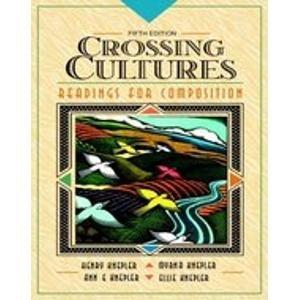 FIFTH EDITION
CROSSING
CULTURES
READINGS FOR COMPOSITION
HENRY KNEPLER MYRNA KNEPLER
ANN E KNEPLER ELLIE KNEPLER